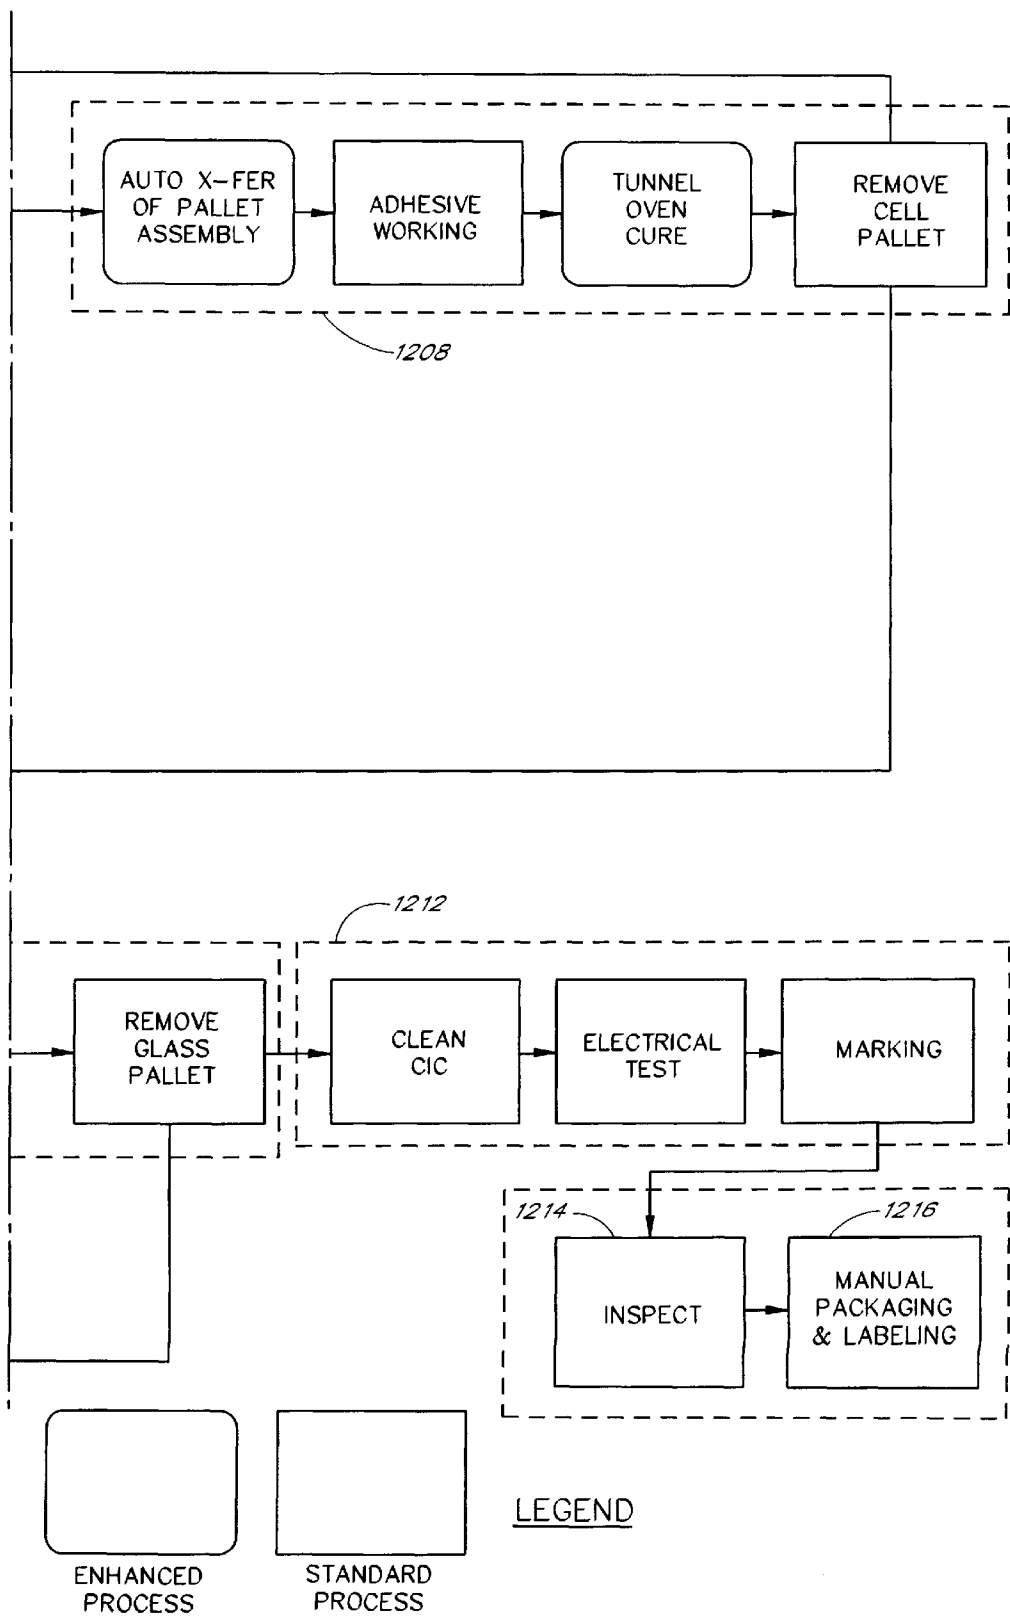 AUTO X-FER
OF PALLET
ASSEMBLY
ADHESIVE
WORKING
TUNNEL
OVEN
CURE
REMOVE
CELL
PALLET
1208
1212
REMOVE
GLASS
PALLET
CLEAN
CIC
ELECTRICAL
TEST
MARKING
1214
1216
INSPECT
MANUAL
PACKAGING
& LABELING
LEGEND
ENHANCED
PROCESS
STANDARD
PROCESS